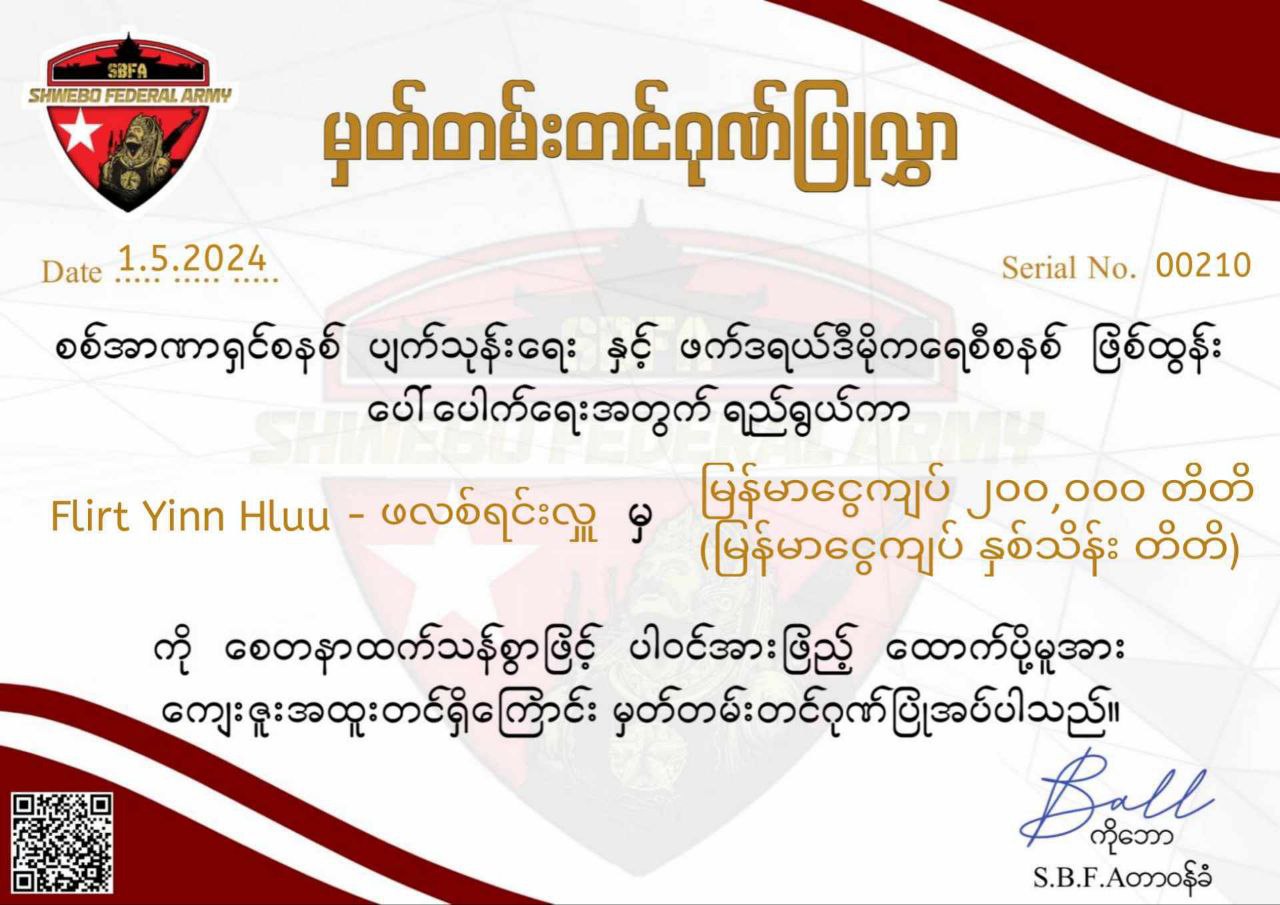 SBFA
SHWEBO FEDERAL ARMY
မှတ်တမ်းတင်ဂုဏ်ပြုလွှာ
Date 1.5.2024
Serial No. 00210
စစ်အာဏာရှင်စနစ် ပျက်သုန်းရေး နှင့် ဖက်ဒရယ်ဒီမိုကရေစီစနစ် ဖြစ်ထွန်း
ပေါ်ပေါက်ရေးအတွက် ရည်ရွယ်ကာ
Flirt Yinn Hluu - ဖလစ်ရင်းလှူ မှ
မြန်မာငွေကျပ် ၂၀၀,၀၀၀ တိတိ
(မြန်မာငွေကျပ် နှစ်သိန်း တိတိ)
ကို စေတနာထက်သန်စွာဖြင့် ပါဝင်အားဖြည့် ထောက်ပို့မူအား
ကျေးဇူးအထူးတင်ရှိကြောင်း မှတ်တမ်းတင်ဂုဏ်ပြုအပ်ပါသည်။
Ball
ကိုဘော
S.B.F.Aတာဝန်ခံ
SBFA
SHWEBO FEDERAL ARMY